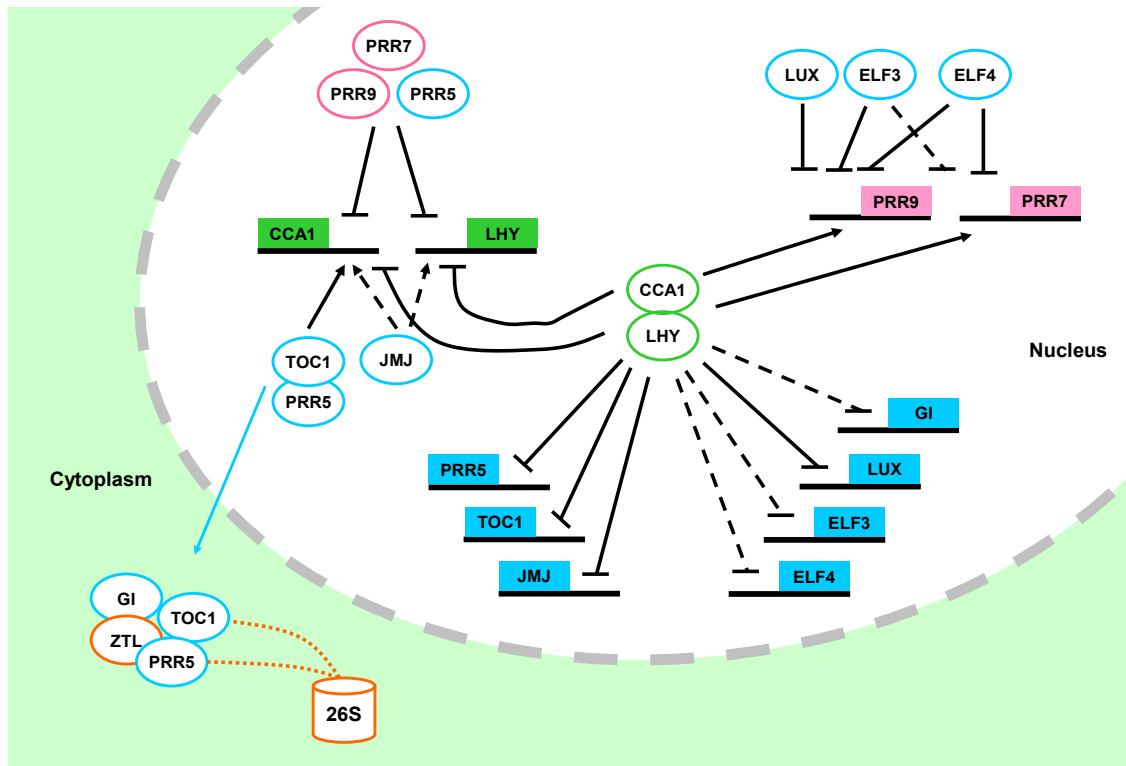 PRR7
PRR9
PRR5
LUX
ELF3
ELF4
PRR9
PRR7
CCA1
LHY
CCA1
LHY
TOC1
PRR5
JMJ
Nucleus
GI
PRR5
LUX
TOC1
ELF3
JMJ
ELF4
Cytoplasm
GI
TOC1
ZTL
PRR5
26S